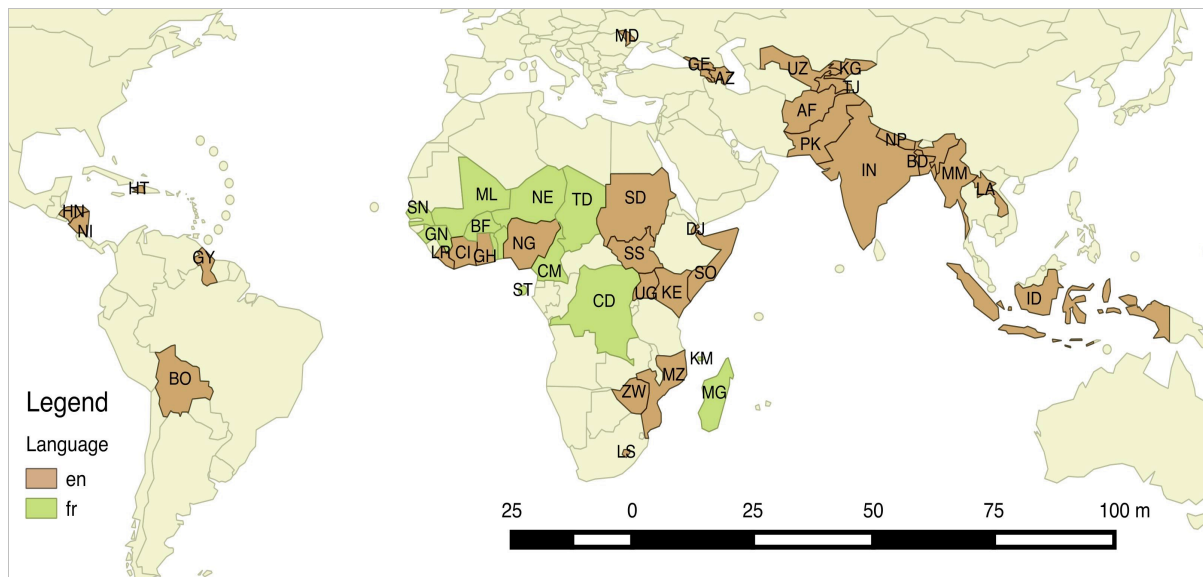 MD
GE
AZ
UZ
KG
TJ
AF
PK
NP
BD
IN
MM
LA
HT
HN
NI
GY
SN
ML
NE
TD
SD
GN
BF
LR
CI
GH
NG
CM
SS
DJ
SO
ST
CD
UG
KE
ID
KM
MZ
MG
ZW
LS
BO
Legend
Language
en
fr
25 0 25 50 75 100 m